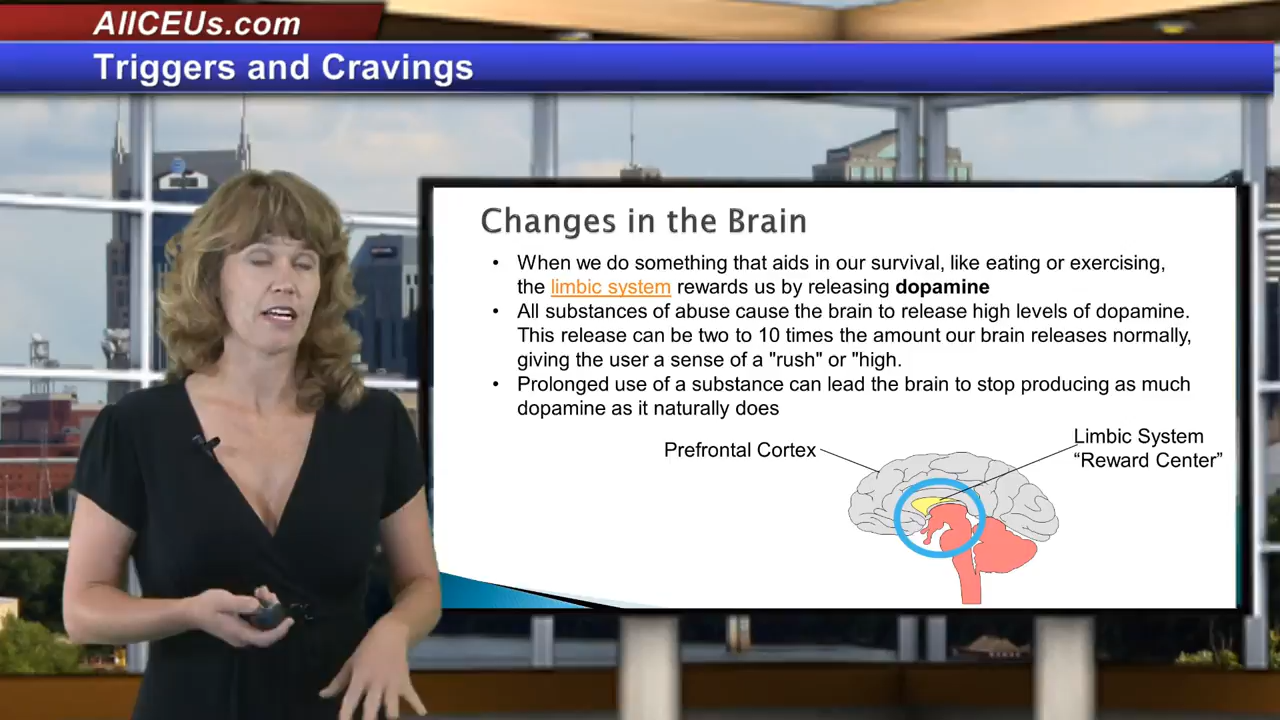 AllCEUs.com
Triggers and Cravings
Changes in the Brain
• When we do something that aids in our survival, like eating or exercising,
the limbic system rewards us by releasing dopamine
• All substances of abuse cause the brain to release high levels of dopamine.
This release can be two to 10 times the amount our brain releases normally,
giving the user a sense of a "rush" or "high.
• Prolonged use of a substance can lead the brain to stop producing as much
dopamine as it naturally does
Prefrontal Cortex
Limbic System
“Reward Center”